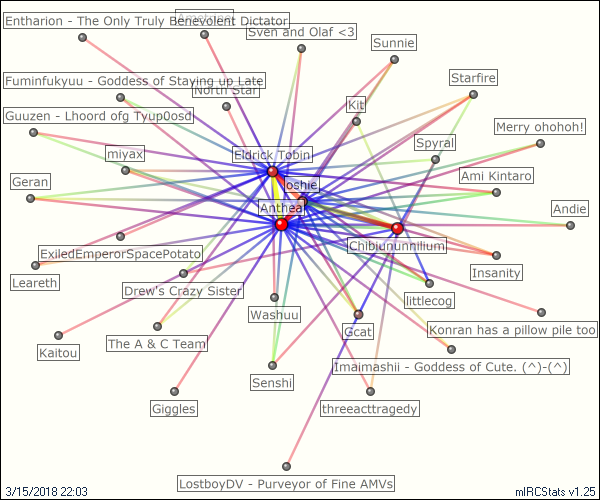 Entharion - The Only Truly Benevolent Dictator
Sven and Olaf <3
Sunnie
Fuminfukyuu - Goddess of Staying up Late
Starfire
North Star
Kit
Guuzen - Lhoord ofg Tyup0osd
Merry ohohoh!
Spyral
miyax
Eldrick Tobin
Geran
Joshie
Ami Kintaro
Anthea
Andie
Chibiununnilium
ExiledEmperorSpacePotato
Insanity
Leareth
Drew's Crazy Sister
littlecog
Washuu
Gcat
Konran has a pillow pile too
Kaitou
The A & C Team
Imaimashii - Goddess of Cute. (^)-(^)
Senshi
Giggles
threeacttragedy
LostboyDV - Purveyor of Fine AMVs
3/15/2018 22:03
mIRCStats v1.25